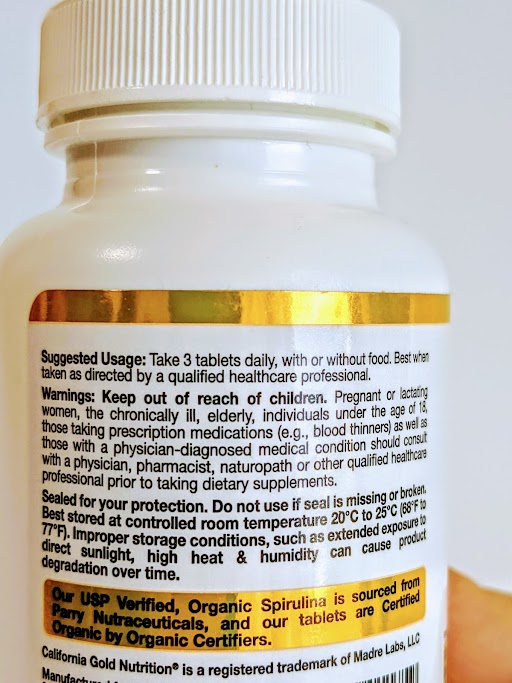 Suggested Usage: Take 3 tablets daily, with or without food. Best when
taken as directed by a qualified healthcare professional.
Warnings: Keep out of reach of children. Pregnant or lactating
women, the chronically ill, elderly, individuals under the age of 18,
those taking prescription medications (e.g., blood thinners) as well as
those with a physician-diagnosed medical condition should consult
with a physician, pharmacist, naturopath or other qualified healthcare
professional prior to taking dietary supplements.
Sealed for your protection. Do not use if seal is missing or broken.
Best stored at controlled room temperature 20°C to 25°C (68°F to
77°F). Improper storage conditions, such as extended exposure to
direct sunlight, high heat & humidity can cause product
degradation over time.
Our USP Verified, Organic Spirulina is sourced from
Parry Nutraceuticals, and our tablets are Certified
Organic by Organic Certifiers.
California Gold Nutrition® is a registered trademark of Madre Labs, LLC
Manufactured